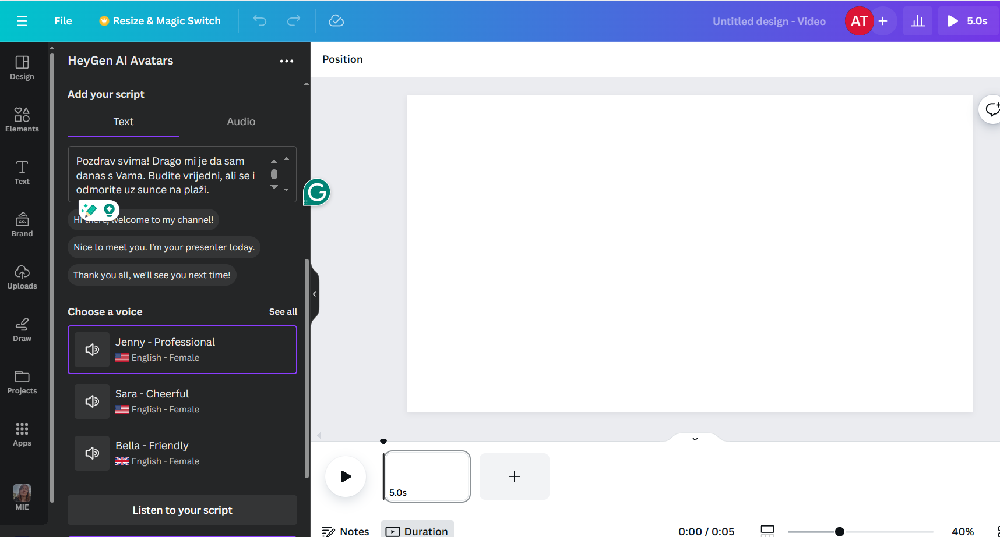 File
Resize & Magic Switch
Untitled design - Video
AT
5.0s
Design
Elements
Text
Brand
CO.
Uploads
Draw
Projects
Apps
MIE
HeyGen AI Avatars
Add your script
Text
Audio
Pozdrav svima! Drago mi je da sam
danas s Vama. Budite vrijedni, ali se i
odmorite uz sunce na plaži.
Hi there, welcome to my channel!
Nice to meet you. I'm your presenter today.
Thank you all, we'll see you next time!
Choose a voice
See all
Jenny - Professional
English - Female
Sara - Cheerful
English - Female
Bella - Friendly
English - Female
Listen to your script
Position
G
5.0s
Notes
Duration
0:00 / 0:05
40%